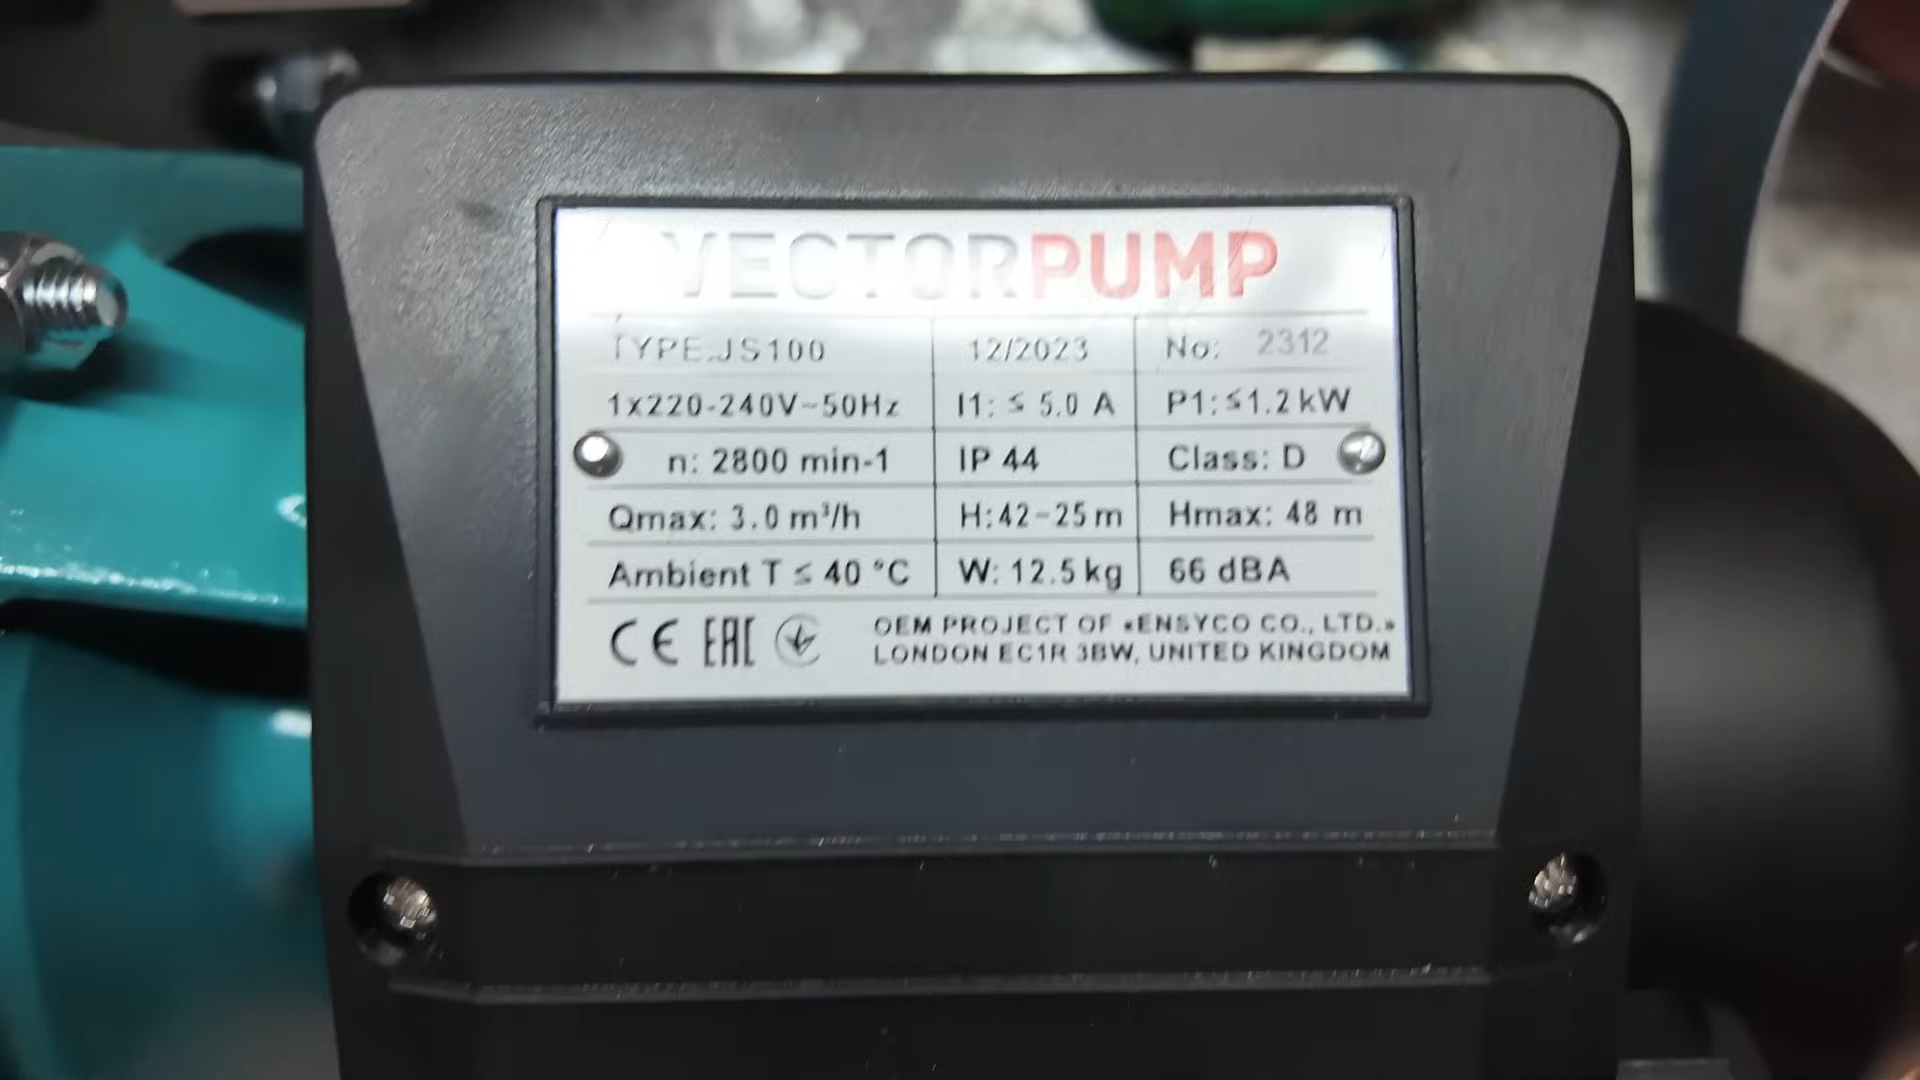 VECTORPUMP
TYPE:JS100 12/2023 No: 2312
1x220-240V~50Hz I1: ≤ 5.0 A P1:≤1.2 kW
n: 2800 min-1 IP 44 Class: D
Qmax: 3.0 m³/h H:42-25 m Hmax: 48 m
Ambient T ≤ 40 °C W: 12.5 kg 66 dBA
CE EAC OEM PROJECT OF «ENSYCO CO., LTD.»
LONDON EC1R 3BW, UNITED KINGDOM